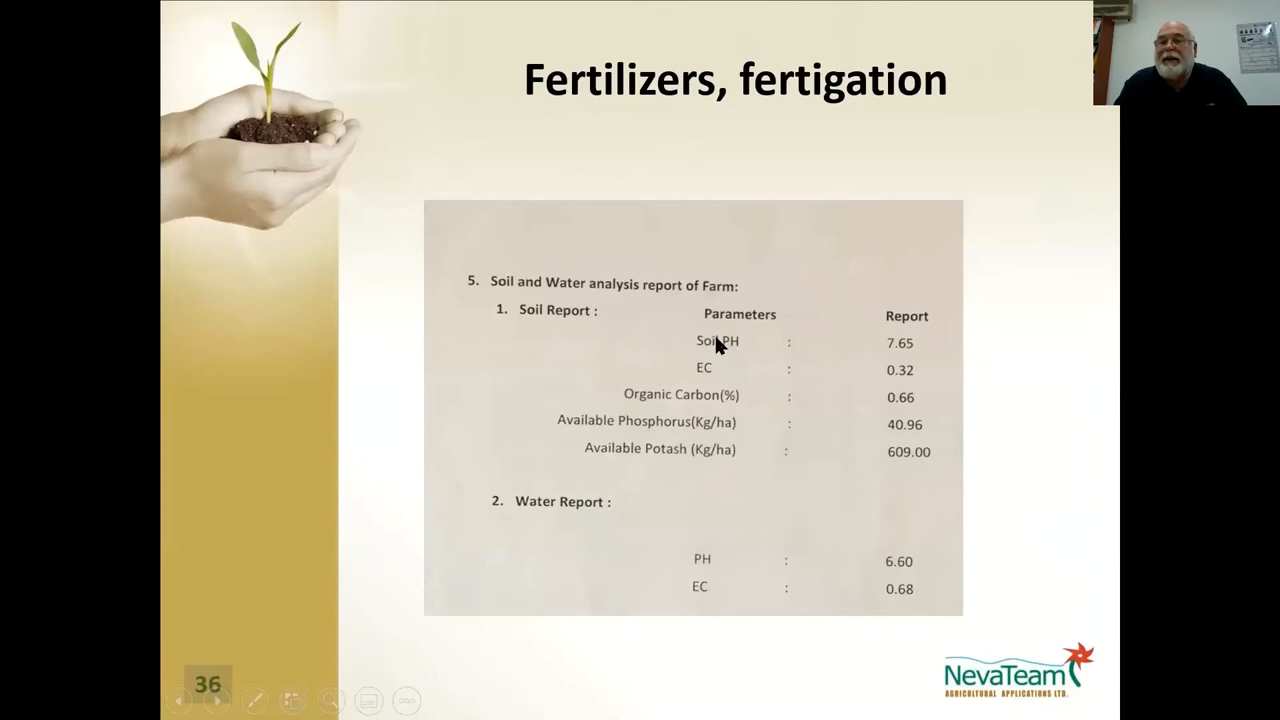 Fertilizers, fertigation
5. Soil and Water analysis report of Farm:
1. Soil Report : Parameters Report
Soil PH : 7.65
EC : 0.32
Organic Carbon(%) : 0.66
Available Phosphorus(Kg/ha) : 40.96
Available Potash (Kg/ha) : 609.00
2. Water Report :
PH : 6.60
EC : 0.68
36
NevaTeam
AGRICULTURAL APPLICATIONS LTD.